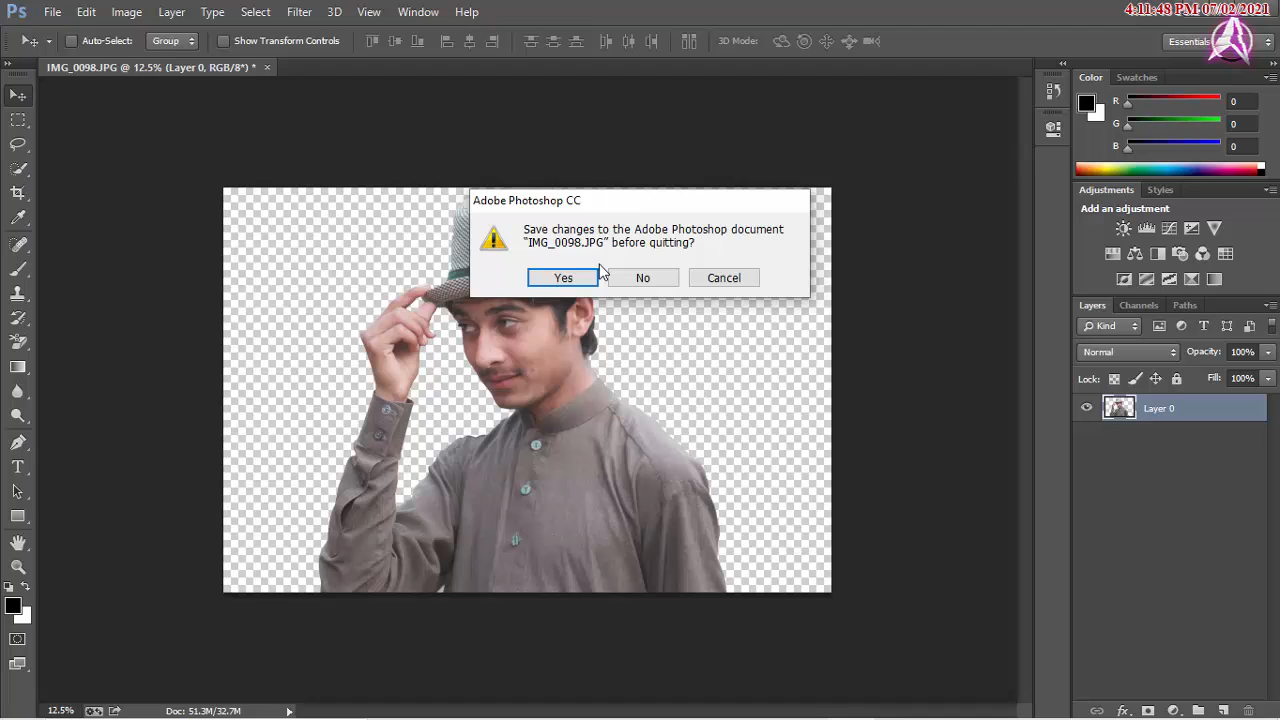 Ps File Edit Image Layer Type Select Filter 3D View Window Help
4:11:48 PM 07/02/2021
Auto-Select: Group Show Transform Controls 3D Mode: Essentials
IMG_0098.JPG @ 12.5% (Layer 0, RGB/8*) * ×
Color Swatches
R 0
G 0
B 0
Adobe Photoshop CC
Save changes to the Adobe Photoshop document
"IMG_0098.JPG" before quitting?
Yes No Cancel
Adjustments Styles
Add an adjustment
Layers Channels Paths
Kind
Normal Opacity: 100%
Lock: Fill: 100%
Layer 0
12.5% Doc: 51.3M/32.7M